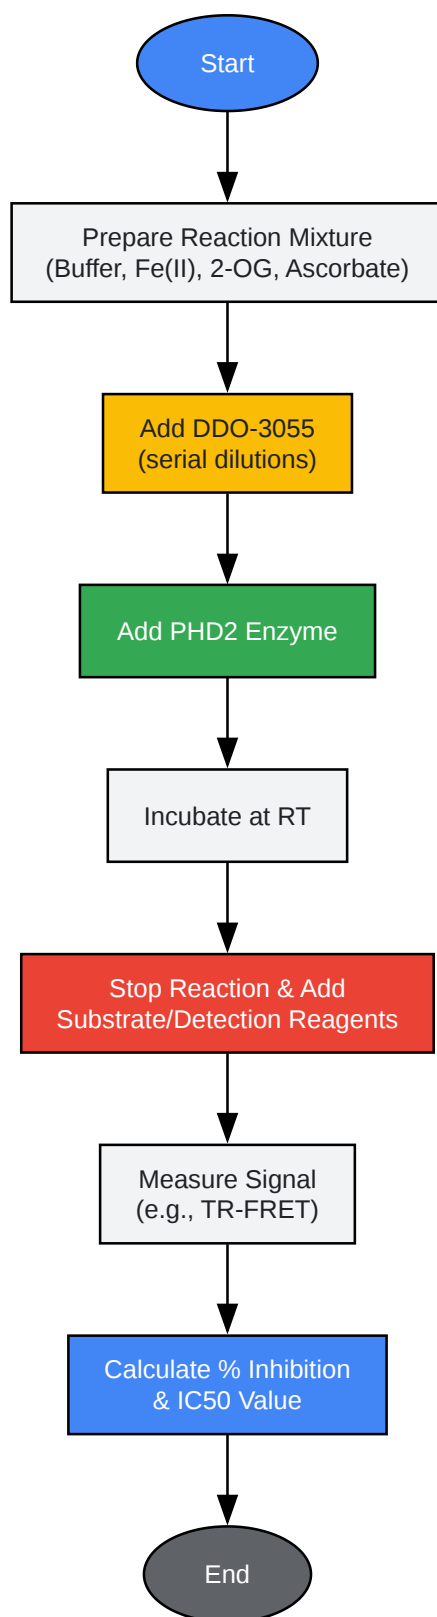 Start
Prepare Reaction Mixture
(Buffer, Fe(II), 2-OG, Ascorbate)
Add DDO-3055
(serial dilutions)
Add PHD2 Enzyme
Incubate at RT
Stop Reaction & Add
Substrate/Detection Reagents
Measure Signal
(e.g., TR-FRET)
Calculate % Inhibition
& IC50 Value
End